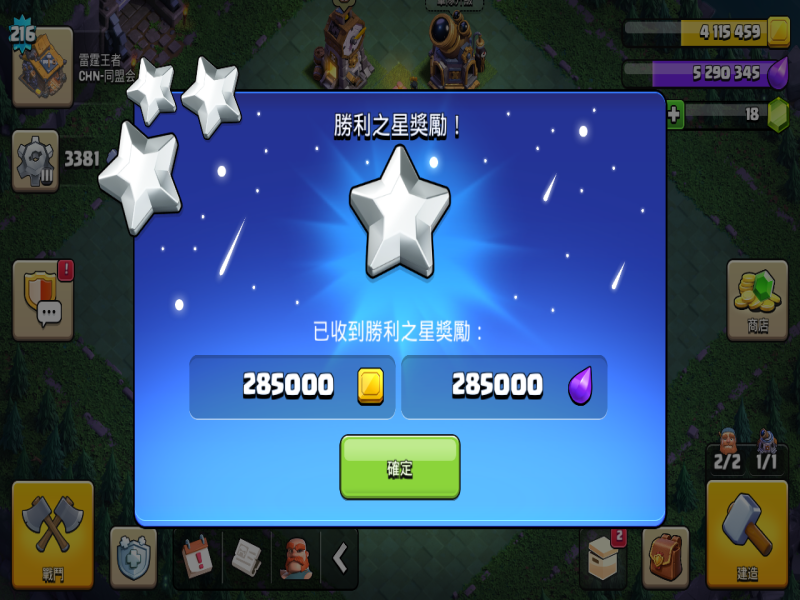 216
雷霆王者
CHN-同盟会
4 115 459
5 290 345
18
3381
勝利之星獎勵！
已收到勝利之星獎勵：
285000
285000
確定
商店
2/2
1/1
戰鬥
2
建造